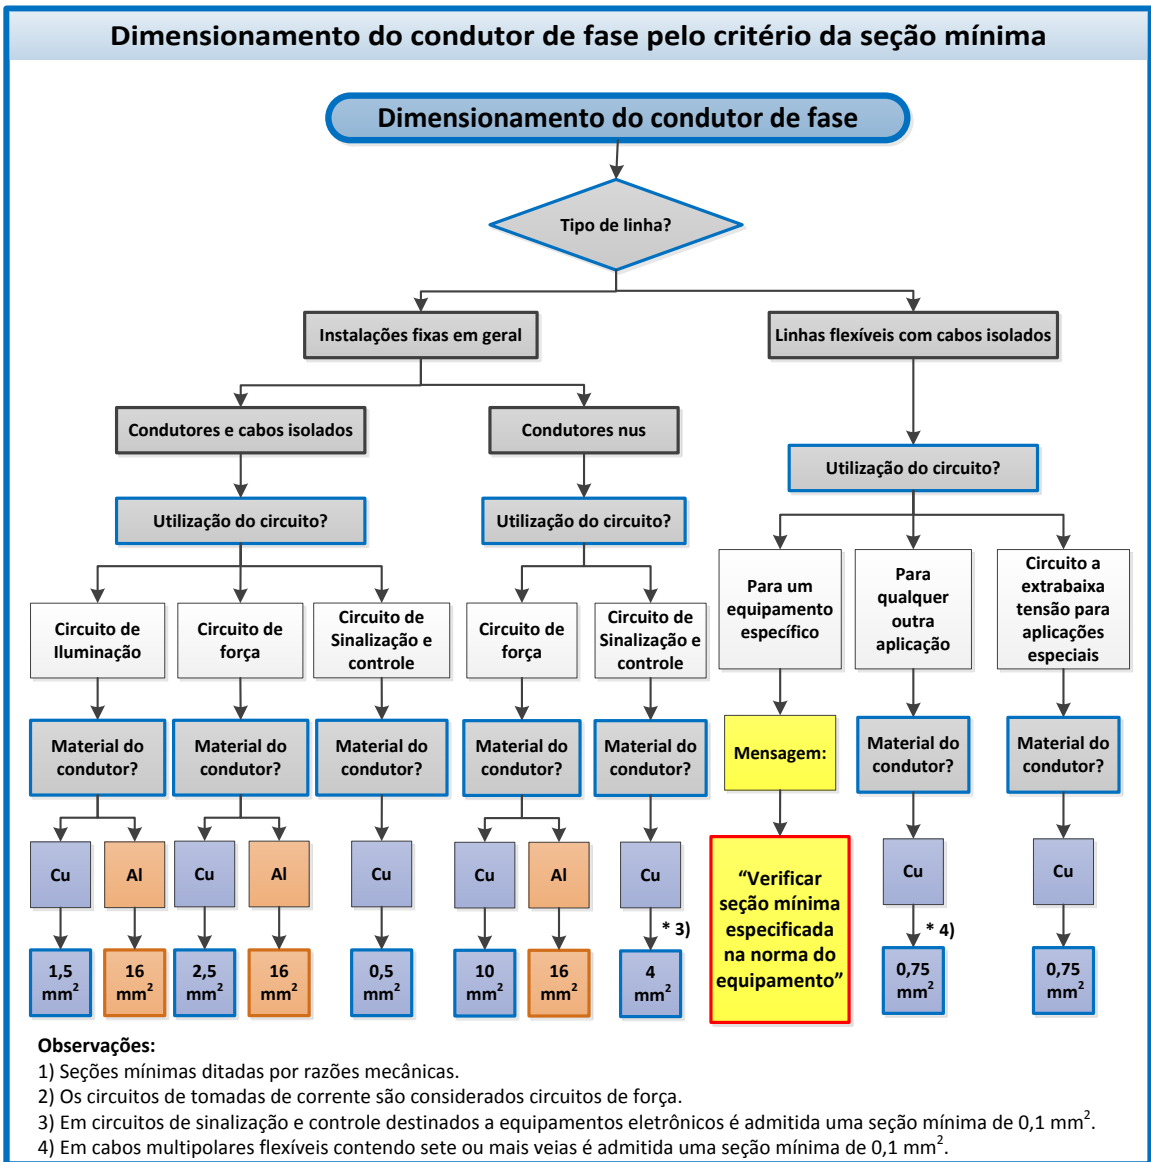 Dimensionamento do condutor de fase pelo critério da seção mínima
Dimensionamento do condutor de fase
Tipo de linha?
Instalações fixas em geral
Linhas flexíveis com cabos isolados
Condutores e cabos isolados
Condutores nus
Utilização do circuito?
Utilização do circuito?
Utilização do circuito?
Circuito de
Iluminação
Circuito de
força
Circuito de
Sinalização e
controle
Circuito de
força
Circuito de
Sinalização e
controle
Para um
equipamento
específico
Para
qualquer
outra
aplicação
Circuito a
extrabaixa
tensão para
aplicações
especiais
Material do
condutor?
Material do
condutor?
Material do
condutor?
Material do
condutor?
Material do
condutor?
Mensagem:
Material do
condutor?
Material do
condutor?
Cu
Al
Cu
Al
Cu
Cu
Al
Cu
"Verificar
seção mínima
especificada
na norma do
equipamento"
Cu
Cu
* 3)
* 4)
1,5
mm²
16
mm²
2,5
mm²
16
mm²
0,5
mm²
10
mm²
16
mm²
4
mm²
0,75
mm²
0,75
mm²
Observações:
1) Seções mínimas ditadas por razões mecânicas.
2) Os circuitos de tomadas de corrente são considerados circuitos de força.
3) Em circuitos de sinalização e controle destinados a equipamentos eletrônicos é admitida uma seção mínima de 0,1 mm².
4) Em cabos multipolares flexíveis contendo sete ou mais veias é admitida uma seção mínima de 0,1 mm².